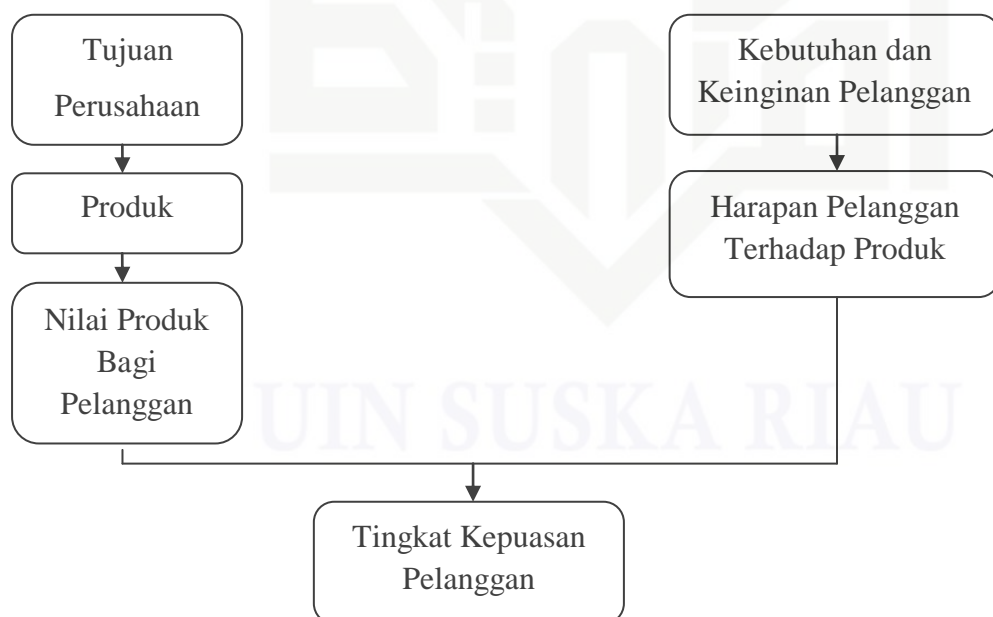 Tujuan
Perusahaan
Produk
Nilai Produk
Bagi
Pelanggan
Kebutuhan dan
Keinginan Pelanggan
Harapan Pelanggan
Terhadap Produk
UIN SUSKA RIAU
Tingkat Kepuasan
Pelanggan